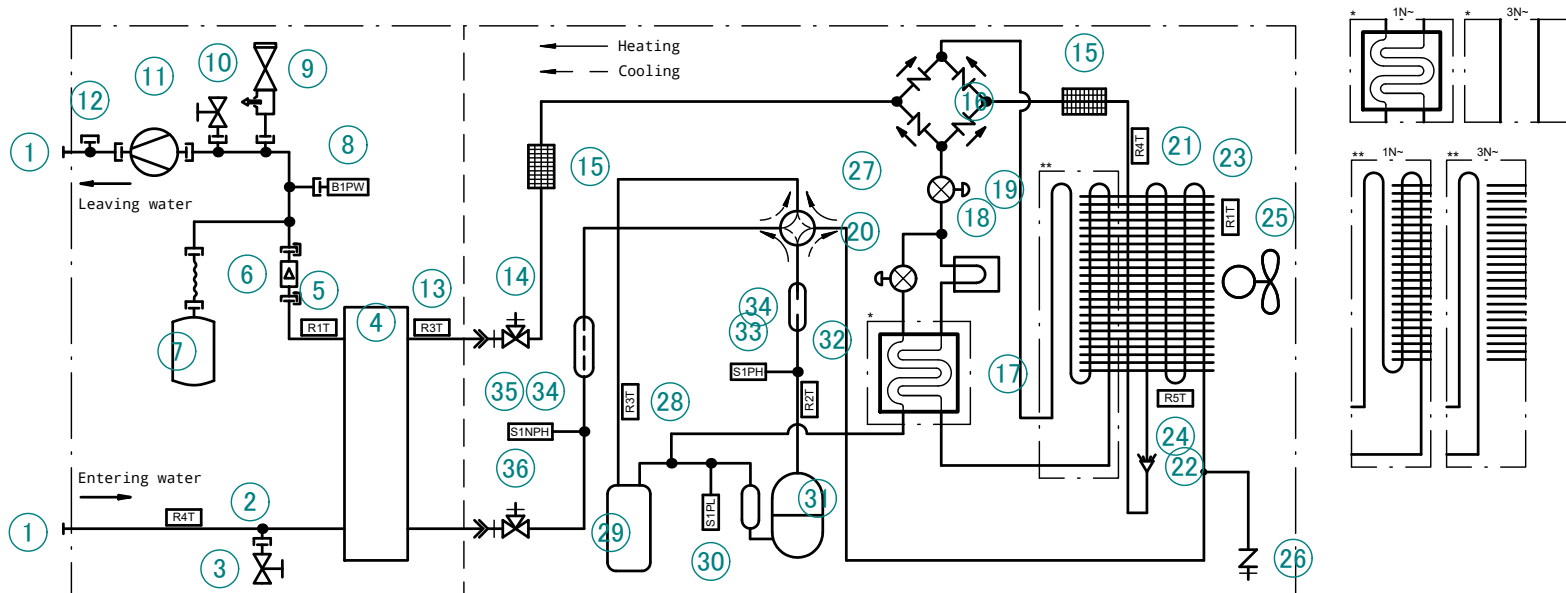 * 1N~ * 3N~
10 9
11
12
Heating
Cooling
15
16
1
8
B1PW
Leaving water
15
R4T 21
23
27
** 19
18
20
R1T 25
** 1N~ ** 3N~
6
5
13
14
34
33 32
R1T 4 R3T
7
*
S1PH
17
35 34
R3T 28
R2T
R5T
S1NPH
24
22
36
Entering water
R4T 2
31
S1PL
1
29
3
30
26